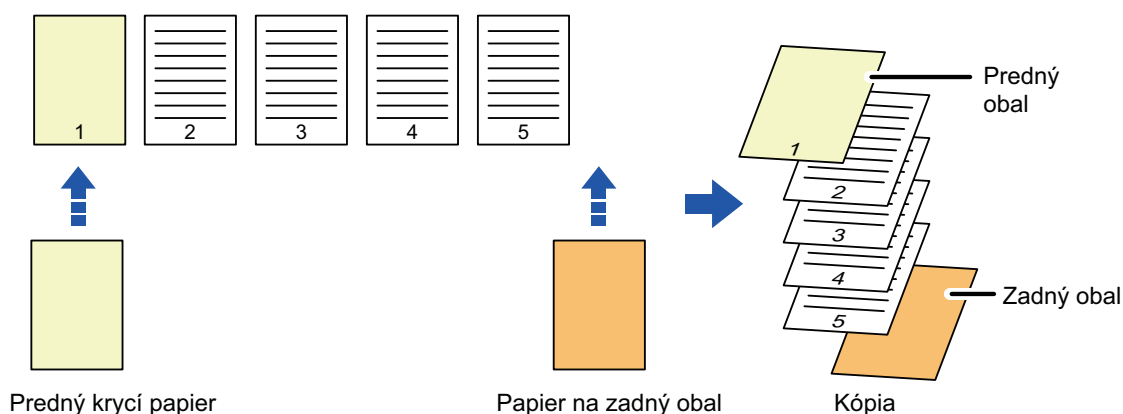 1 2 3 4 5
Predný krycí papier
Papier na zadný obal
Predný
obal
1
2
3
4
5
Zadný obal
Kópia